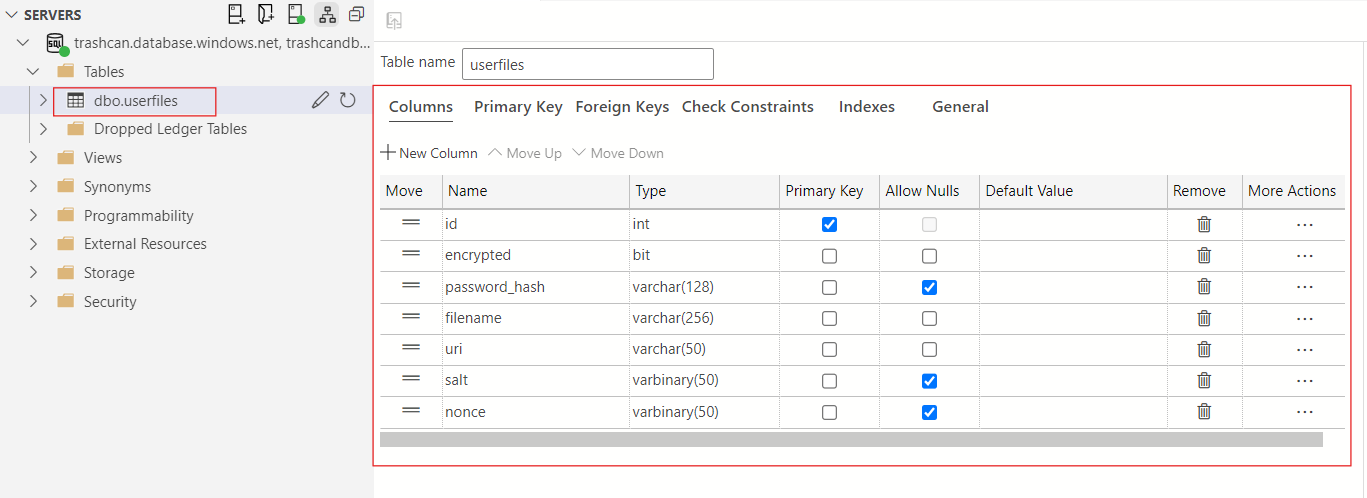 SERVERS
trashcan.database.windows.net, trashcandb...
Tables
dbo.userfiles
Dropped Ledger Tables
Views
Synonyms
Programmability
External Resources
Storage
Security
SQL
Table name userfiles
Columns Primary Key Foreign Keys Check Constraints Indexes General
New Column Move Up Move Down
Move Name Type Primary Key Allow Nulls Default Value Remove More Actions
id int
encrypted bit
password_hash varchar(128)
filename varchar(256)
uri varchar(50)
salt varbinary(50)
nonce varbinary(50)